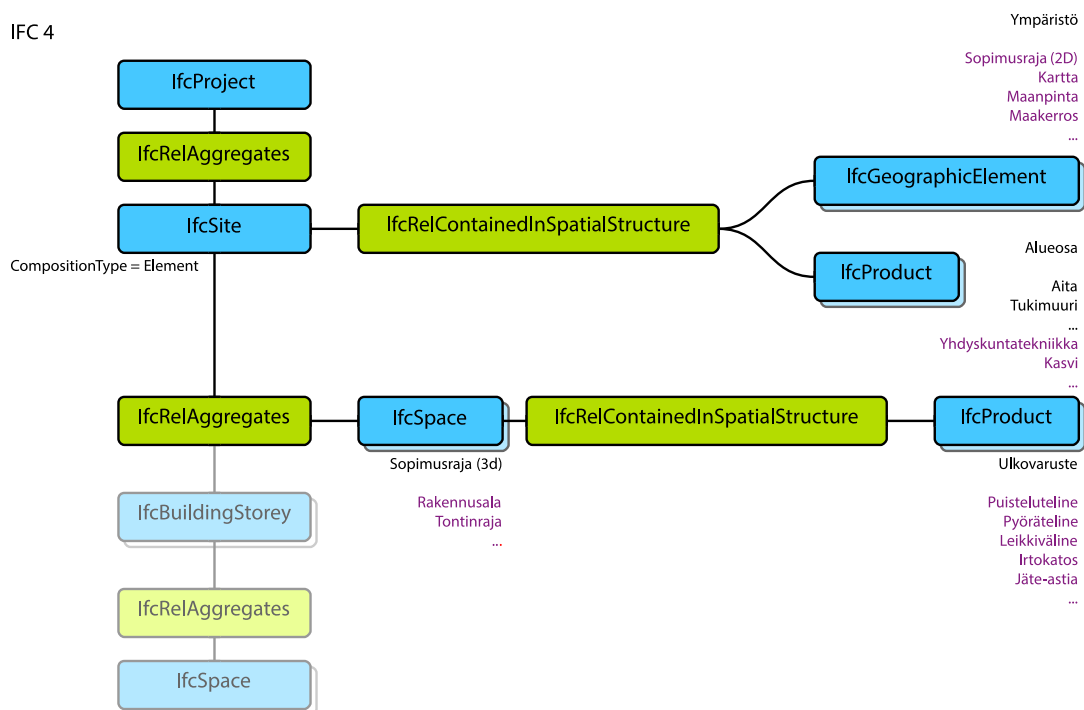 IFC 4
Ympäristö
Sopimusraja (2D)
Kartta
Maanpinta
Maakerros
...
IfcProject
IfcRelAggregates
IfcGeographicElement
IfcSite
IfcRelContainedInSpatialStructure
CompositionType = Element
Alueosa
IfcProduct
Aita
Tukimuuri
...
Yhdyskuntatekniikka
Kasvi
...
IfcRelAggregates
IfcSpace
IfcRelContainedInSpatialStructure
IfcProduct
Sopimusraja (3d)
Rakennusala
Tontinraja
...
Ulkovaruste
Puisteluteline
Pyöräteline
Leikkiväline
Irtokatos
Jäte-astia
...
IfcBuildingStorey
IfcRelAggregates
IfcSpace